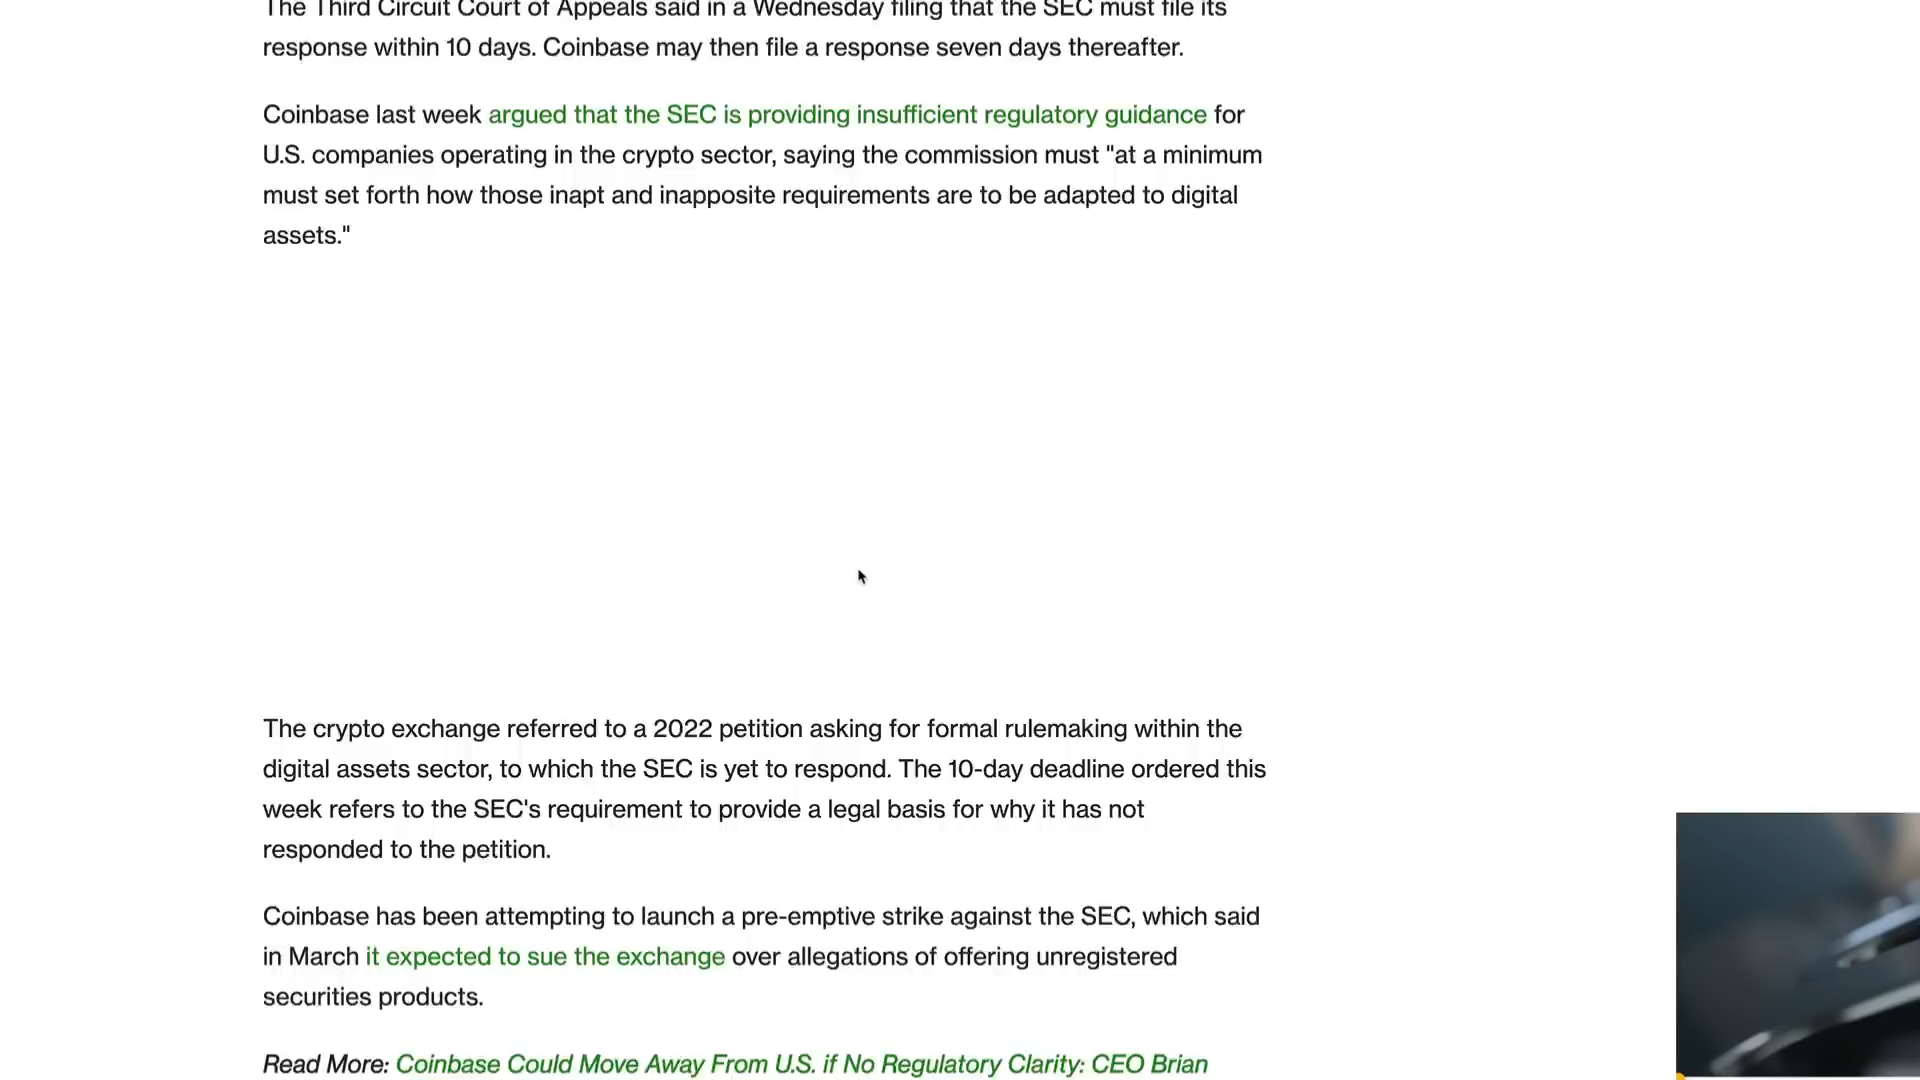 The Third Circuit Court of Appeals said in a Wednesday filing that the SEC must file its
response within 10 days. Coinbase may then file a response seven days thereafter.
Coinbase last week argued that the SEC is providing insufficient regulatory guidance for
U.S. companies operating in the crypto sector, saying the commission must "at a minimum
must set forth how those inapt and inapposite requirements are to be adapted to digital
assets."
The crypto exchange referred to a 2022 petition asking for formal rulemaking within the
digital assets sector, to which the SEC is yet to respond. The 10-day deadline ordered this
week refers to the SEC's requirement to provide a legal basis for why it has not
responded to the petition.
Coinbase has been attempting to launch a pre-emptive strike against the SEC, which said
in March it expected to sue the exchange over allegations of offering unregistered
securities products.
Read More: Coinbase Could Move Away From U.S. if No Regulatory Clarity: CEO Brian